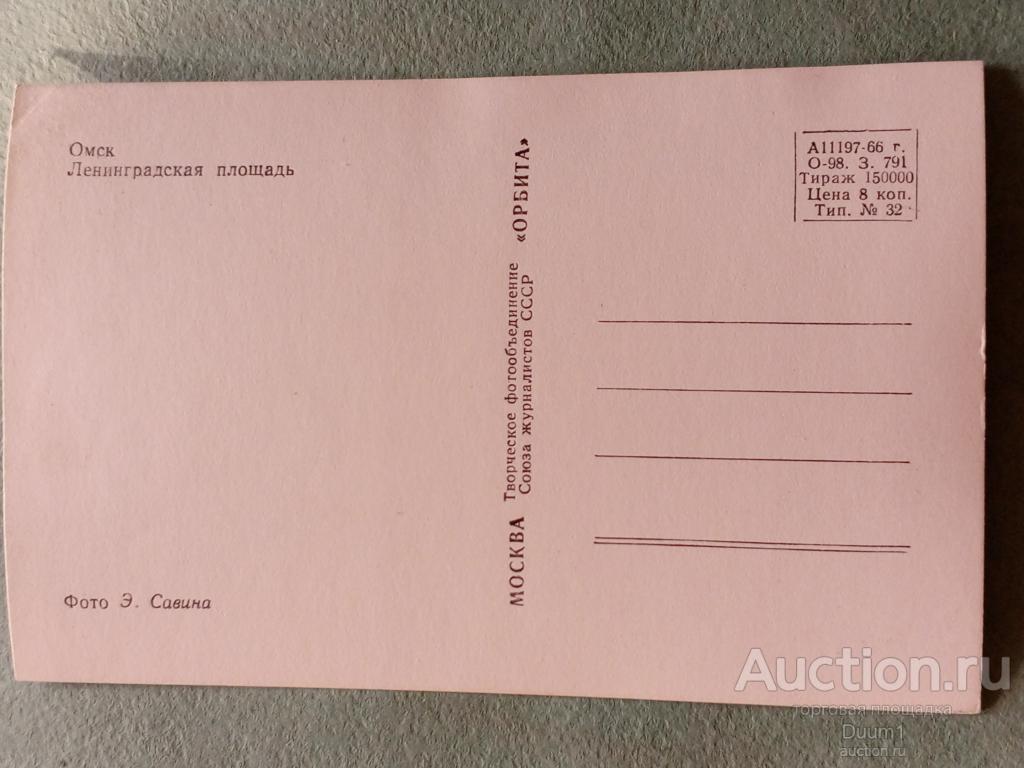 Омск
Ленинградская площадь
Фото Э. Савина
МОСКВА Творческое фотообъединение Союза журналистов СССР «ОРБИТА»
А11197-66 г.
О-98. З. 791
Тираж 150000
Цена 8 коп.
Тип. № 32
Auction.ru
торговая площадка
Duum1
auction.ru